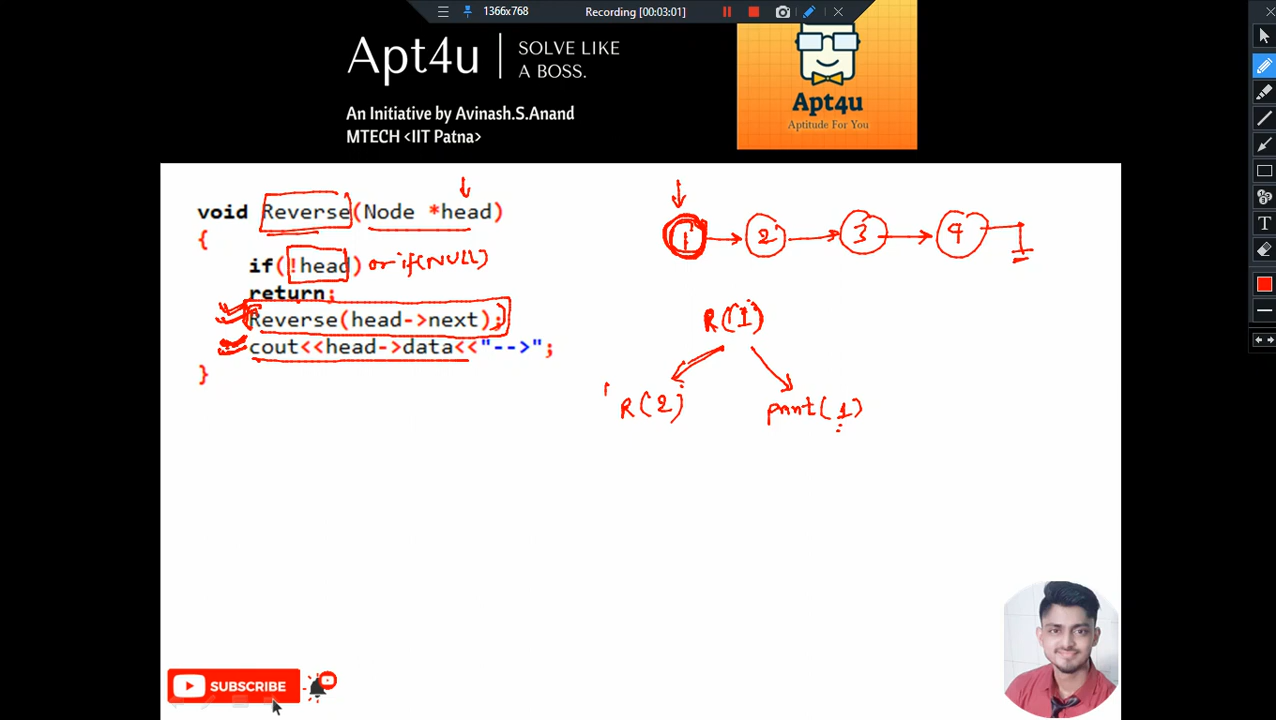 1366x768
Recording [00:03:01]
Apt4u
SOLVE LIKE
A BOSS.
An Initiative by Avinash.S.Anand
MTECH <IIT Patna>
Apt4u
Aptitude For You
void Reverse(Node *head)
{
if(!head) or if(NULL)
return;
Reverse(head->next);
cout<<head->data<<"-->";
}
1 2 3 4
R(1)
R(2) print(1)
SUBSCRIBE
T